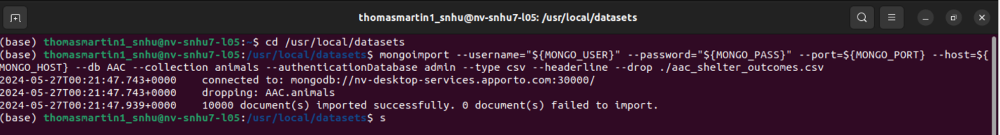 thomasmartin1_snhu@nv-snhu7-l05: /usr/local/datasets
(base) thomasmartin1_snhu@nv-snhu7-l05:~$ cd /usr/local/datasets
(base) thomasmartin1_snhu@nv-snhu7-l05:/usr/local/datasets$ mongoimport --username="${MONGO_USER}" --password="${MONGO_PASS}" --port=${MONGO_PORT} --host=${
MONGO_HOST} --db AAC --collection animals --authenticationDatabase admin --type csv --headerline --drop ./aac_shelter_outcomes.csv
2024-05-27T00:21:47.743+0000    connected to: mongodb://nv-desktop-services.apporto.com:30000/
2024-05-27T00:21:47.743+0000    dropping: AAC.animals
2024-05-27T00:21:47.939+0000    10000 document(s) imported successfully. 0 document(s) failed to import.
(base) thomasmartin1_snhu@nv-snhu7-l05:/usr/local/datasets$ s